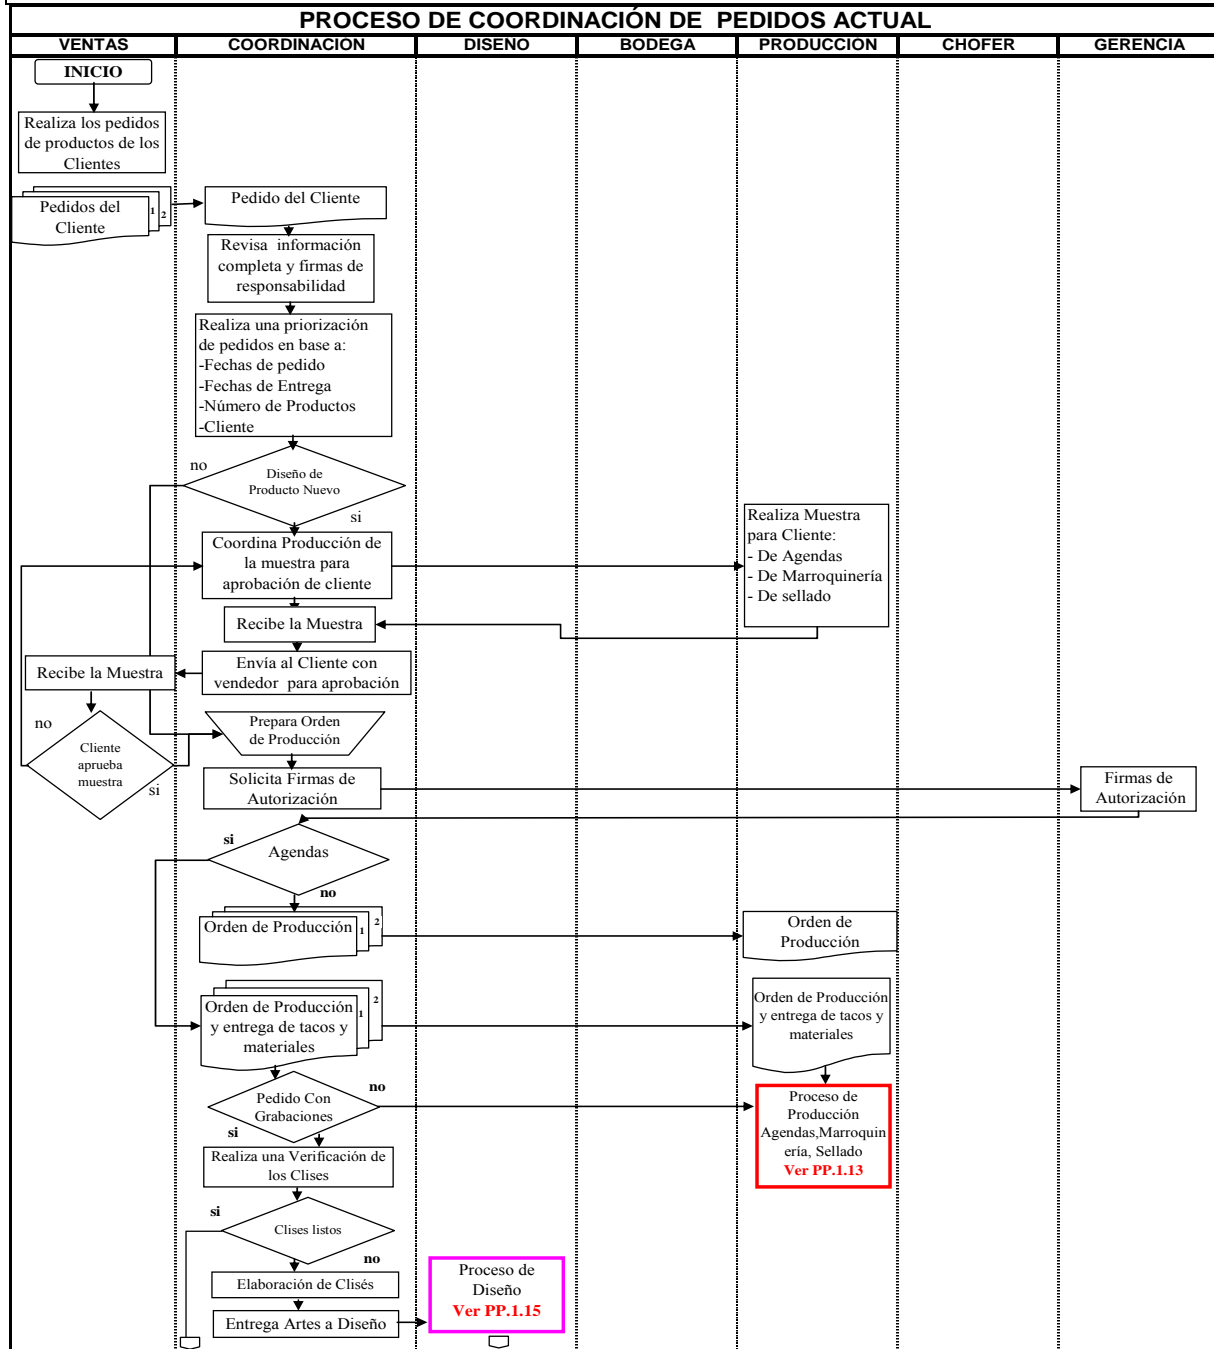 PROCESO DE COORDINACIÓN DE PEDIDOS ACTUAL
VENTAS
COORDINACION
DISEÑO
BODEGA
PRODUCCIÓN
CHOFER
GERENCIA
INICIO
Realiza los pedidos
de productos de los
Clientes
Pedidos del
Cliente
1
2
Pedido del Cliente
Revisa información
completa y firmas de
responsabilidad
Realiza una priorización
de pedidos en base a:
-Fechas de pedido
-Fechas de Entrega
-Número de Productos
-Cliente
no
Diseño de
Producto Nuevo
si
Coordina Producción de
la muestra para
aprobación de cliente
Realiza Muestra
para Cliente:
- De Agendas
- De Marroquinería
- De sellado
Recibe la Muestra
Envía al Cliente con
vendedor para aprobación
Recibe la Muestra
no
Cliente
aprueba
muestra
si
Prepara Orden
de Producción
Solicita Firmas de
Autorización
Firmas de
Autorización
si
Agendas
no
Orden de Producción
1
2
Orden de
Producción
Orden de Producción
y entrega de tacos y
materiales
1
2
Orden de Producción
y entrega de tacos y
materiales
Pedido Con
Grabaciones
no
si
Proceso de
Producción
Agendas,Marroquin
ería, Sellado
Ver PP.1.13
Realiza una Verificación de
los Clises
si
Clises listos
no
Elaboración de Clisés
Entrega Artes a Diseño
Proceso de
Diseño
Ver PP.1.15